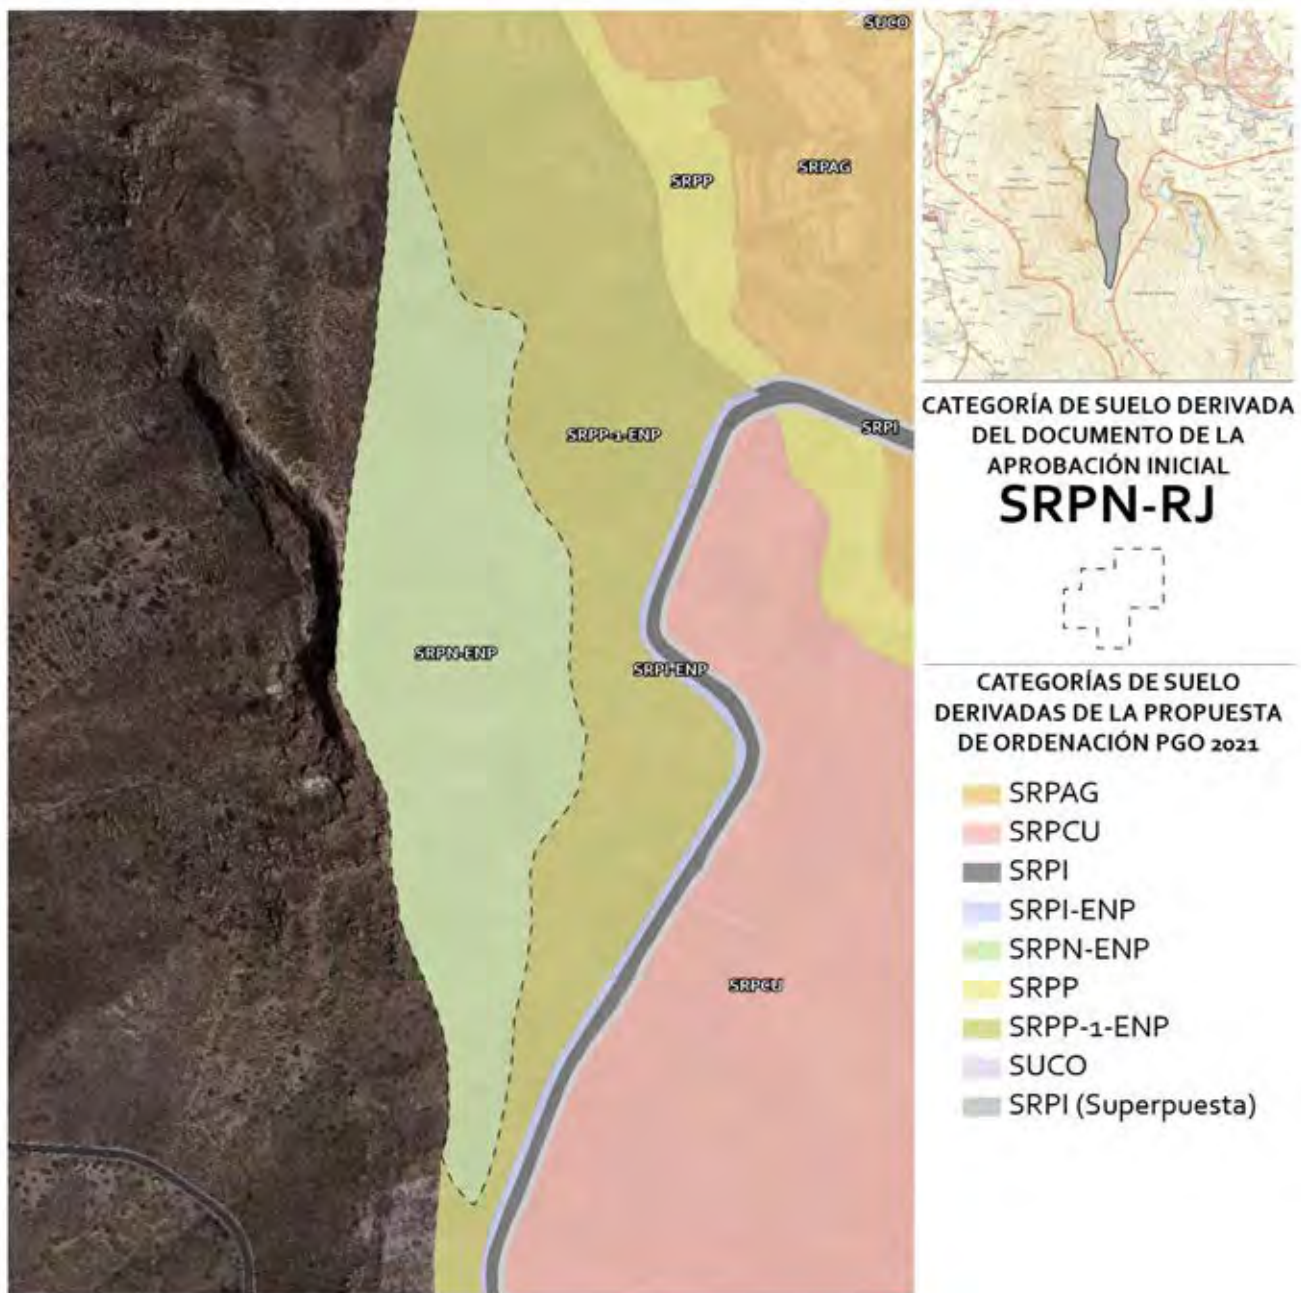 SUCO
SRPP
SRPAG
SRPP-1-ENP
SRPI
SRPN-ENP
SRPI-ENP
SRPCU
CATEGORÍA DE SUELO DERIVADA
DEL DOCUMENTO DE LA
APROBACIÓN INICIAL
SRPN-RJ
CATEGORÍAS DE SUELO
DERIVADAS DE LA PROPUESTA
DE ORDENACIÓN PGO 2021
SRPAG
SRPCU
SRPI
SRPI-ENP
SRPN-ENP
SRPP
SRPP-1-ENP
SUCO
SRPI (Superpuesta)